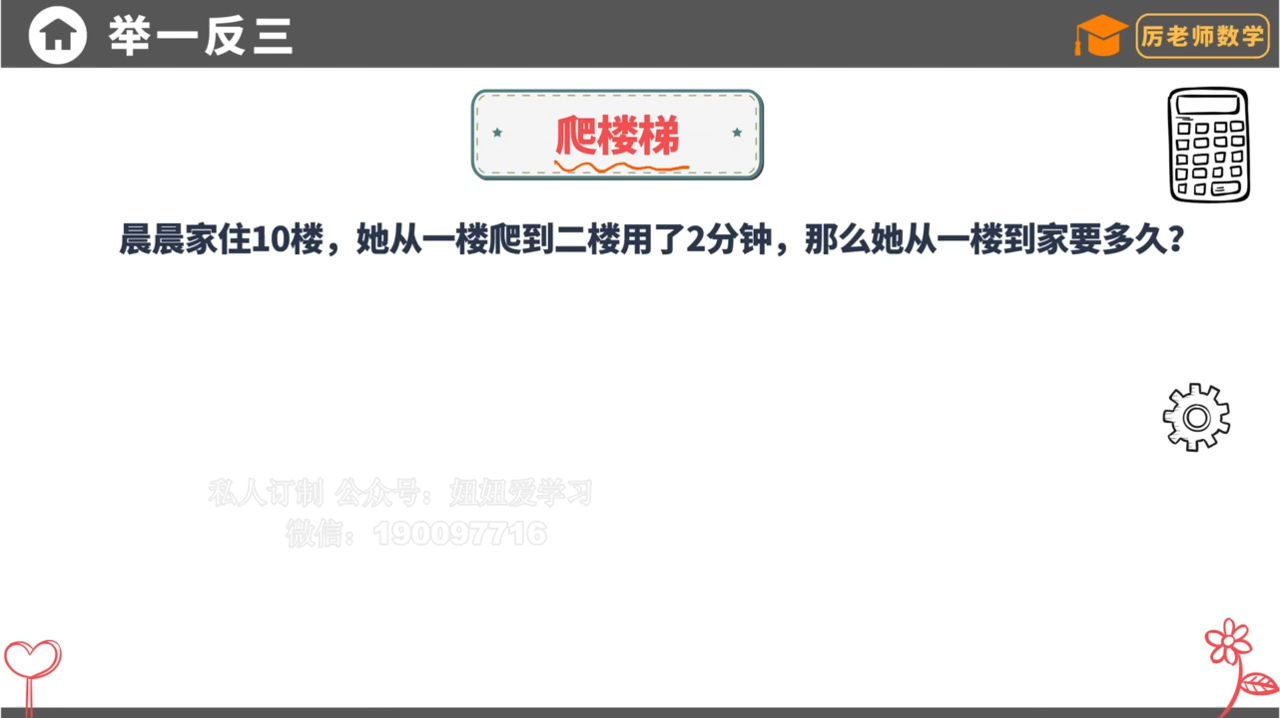 举一反三
厉老师数学
爬楼梯
晨晨家住10楼，她从一楼爬到二楼用了2分钟，那么她从一楼到家要多久？
私人订制 公众号：妞妞爱学习
微信：190097716